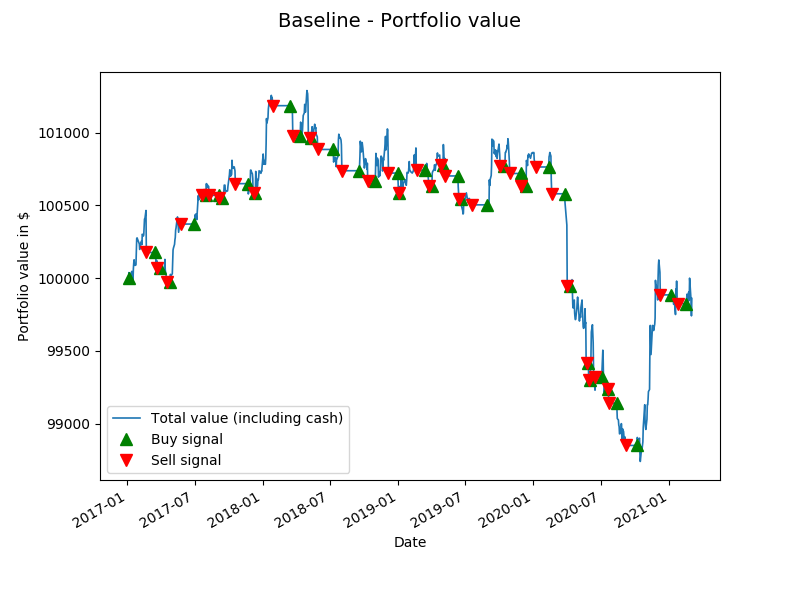 Baseline - Portfolio value
Portfolio value in $
101000
100500
100000
99500
99000
Total value (including cash)
Buy signal
Sell signal
2017-01
2017-07
2018-01
2018-07
2019-01
2019-07
2020-01
2020-07
2021-01
Date